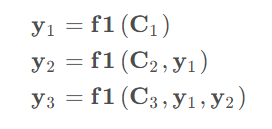 y₁ = f1(C₁)
y₂ = f1(C₂, y₁)
y₃ = f1(C₃, y₁, y₂)